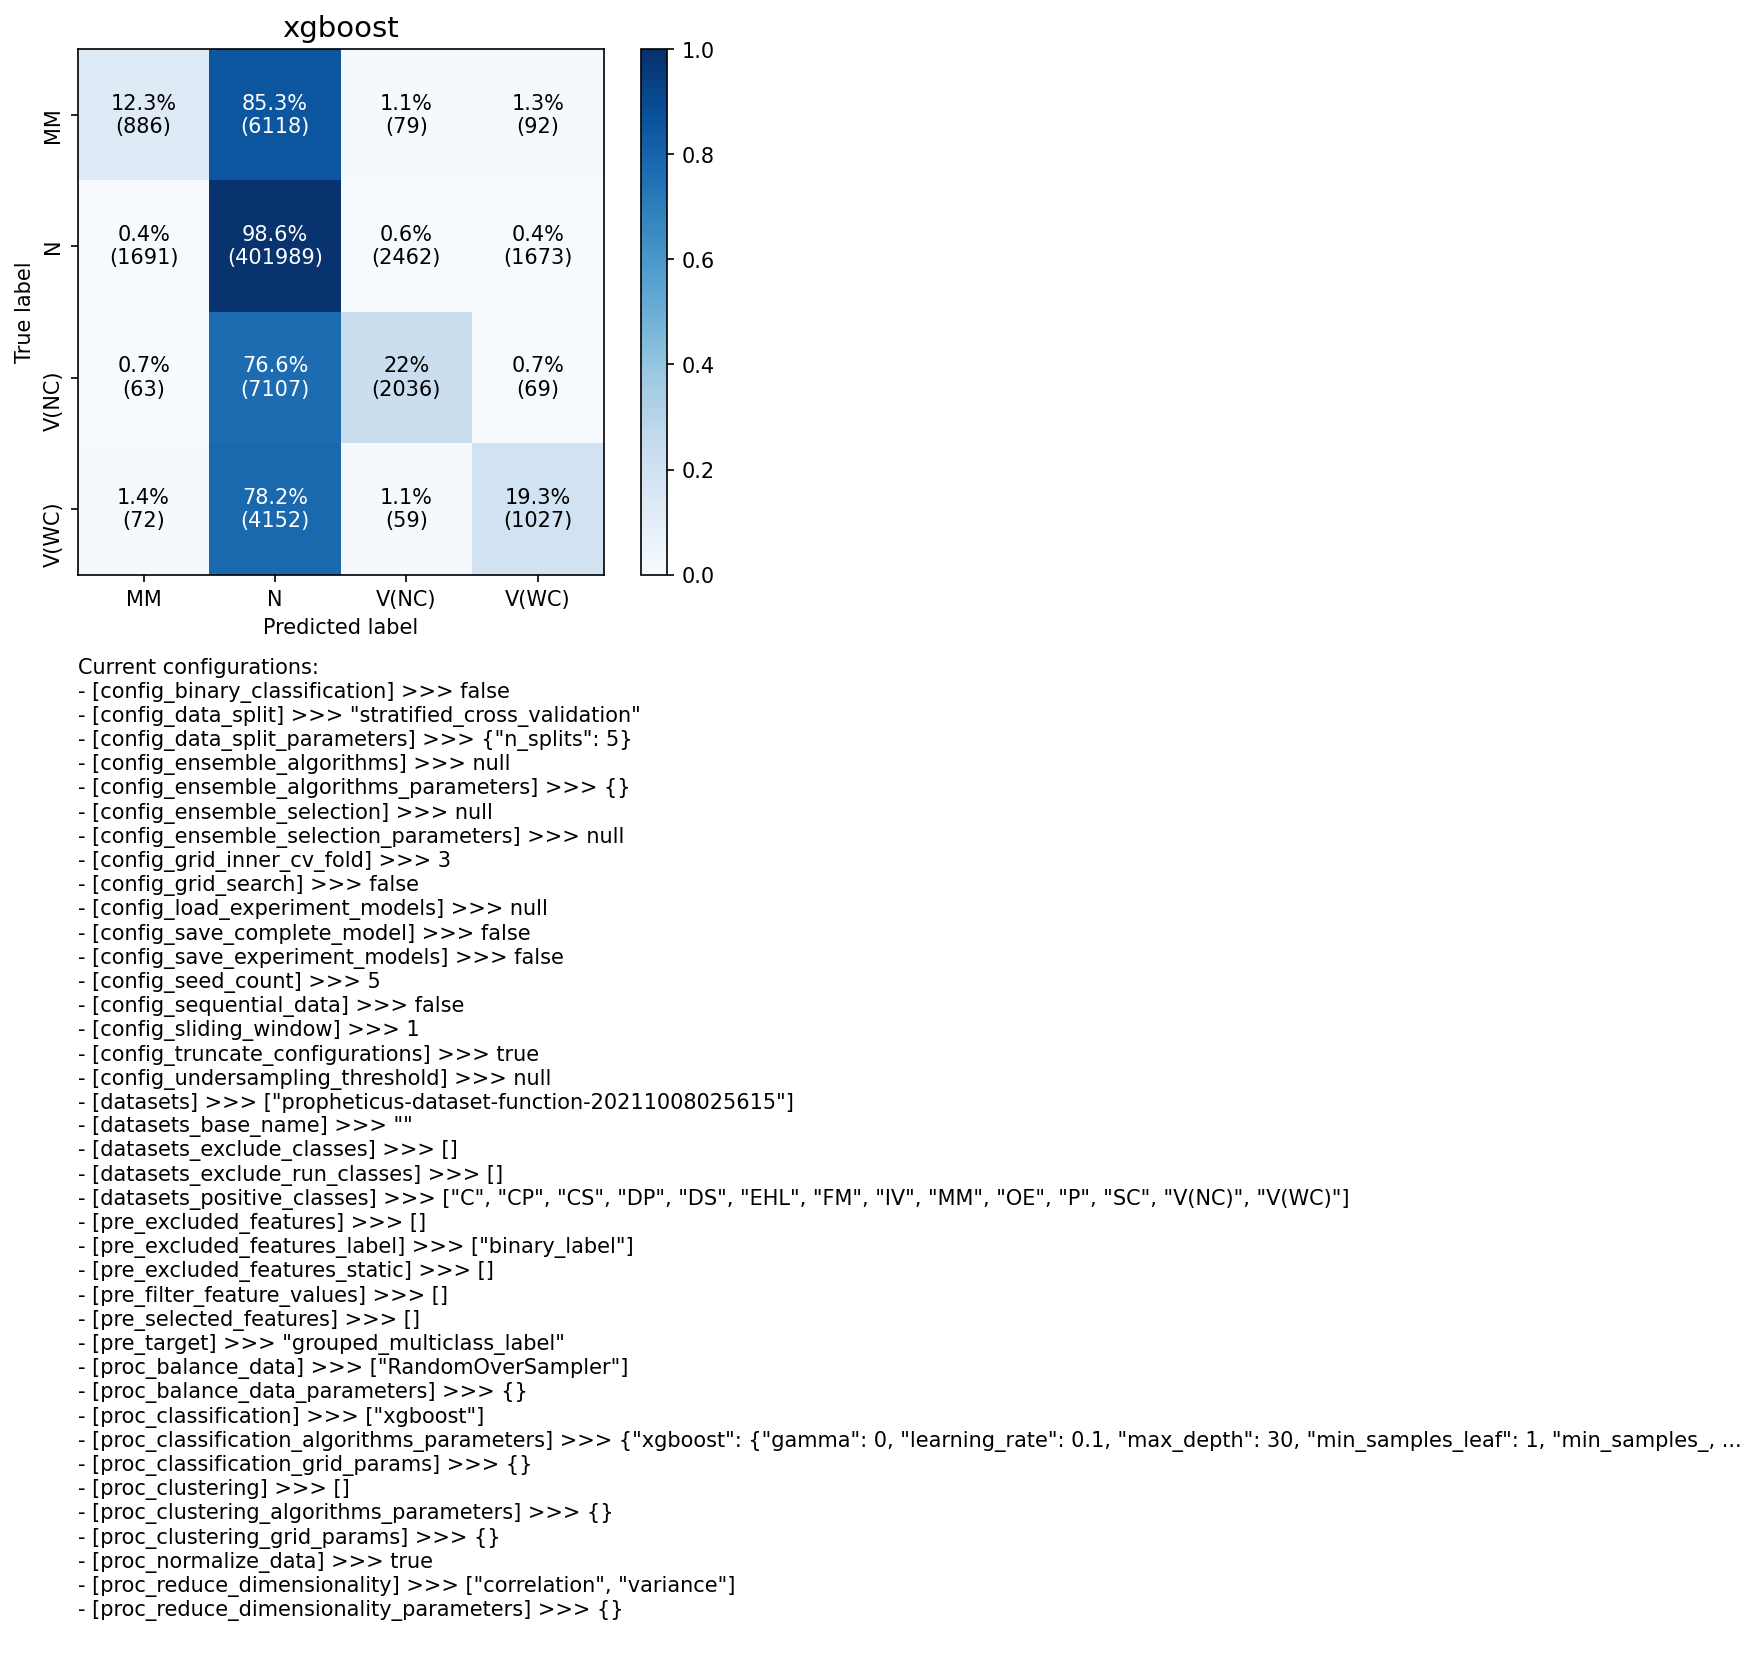 xgboost
12.3% 85.3% 1.1% 1.3%
(886) (6118) (79) (92)
0.4% 98.6% 0.6% 0.4%
(1691) (401989) (2462) (1673)
0.7% 76.6% 22% 0.7%
(63) (7107) (2036) (69)
1.4% 78.2% 1.1% 19.3%
(72) (4152) (59) (1027)
MM
N
V(NC)
V(WC)
True label
MM N V(NC) V(WC)
Predicted label
1.0
0.8
0.6
0.4
0.2
0.0
Current configurations:
- [config_binary_classification] >>> false
- [config_data_split] >>> "stratified_cross_validation"
- [config_data_split_parameters] >>> {"n_splits": 5}
- [config_ensemble_algorithms] >>> null
- [config_ensemble_algorithms_parameters] >>> {}
- [config_ensemble_selection] >>> null
- [config_ensemble_selection_parameters] >>> null
- [config_grid_inner_cv_fold] >>> 3
- [config_grid_search] >>> false
- [config_load_experiment_models] >>> null
- [config_save_complete_model] >>> false
- [config_save_experiment_models] >>> false
- [config_seed_count] >>> 5
- [config_sequential_data] >>> false
- [config_sliding_window] >>> 1
- [config_truncate_configurations] >>> true
- [config_undersampling_threshold] >>> null
- [datasets] >>> ["propheticus-dataset-function-20211008025615"]
- [datasets_base_name] >>> ""
- [datasets_exclude_classes] >>> []
- [datasets_exclude_run_classes] >>> []
- [datasets_positive_classes] >>> ["C", "CP", "CS", "DP", "DS", "EHL", "FM", "IV", "MM", "OE", "P", "SC", "V(NC)", "V(WC)"]
- [pre_excluded_features] >>> []
- [pre_excluded_features_label] >>> ["binary_label"]
- [pre_excluded_features_static] >>> []
- [pre_filter_feature_values] >>> []
- [pre_selected_features] >>> []
- [pre_target] >>> "grouped_multiclass_label"
- [proc_balance_data] >>> ["RandomOverSampler"]
- [proc_balance_data_parameters] >>> {}
- [proc_classification] >>> ["xgboost"]
- [proc_classification_algorithms_parameters] >>> {"xgboost": {"gamma": 0, "learning_rate": 0.1, "max_depth": 30, "min_samples_leaf": 1, "min_samples_, ...
- [proc_classification_grid_params] >>> {}
- [proc_clustering] >>> []
- [proc_clustering_algorithms_parameters] >>> {}
- [proc_clustering_grid_params] >>> {}
- [proc_normalize_data] >>> true
- [proc_reduce_dimensionality] >>> ["correlation", "variance"]
- [proc_reduce_dimensionality_parameters] >>> {}